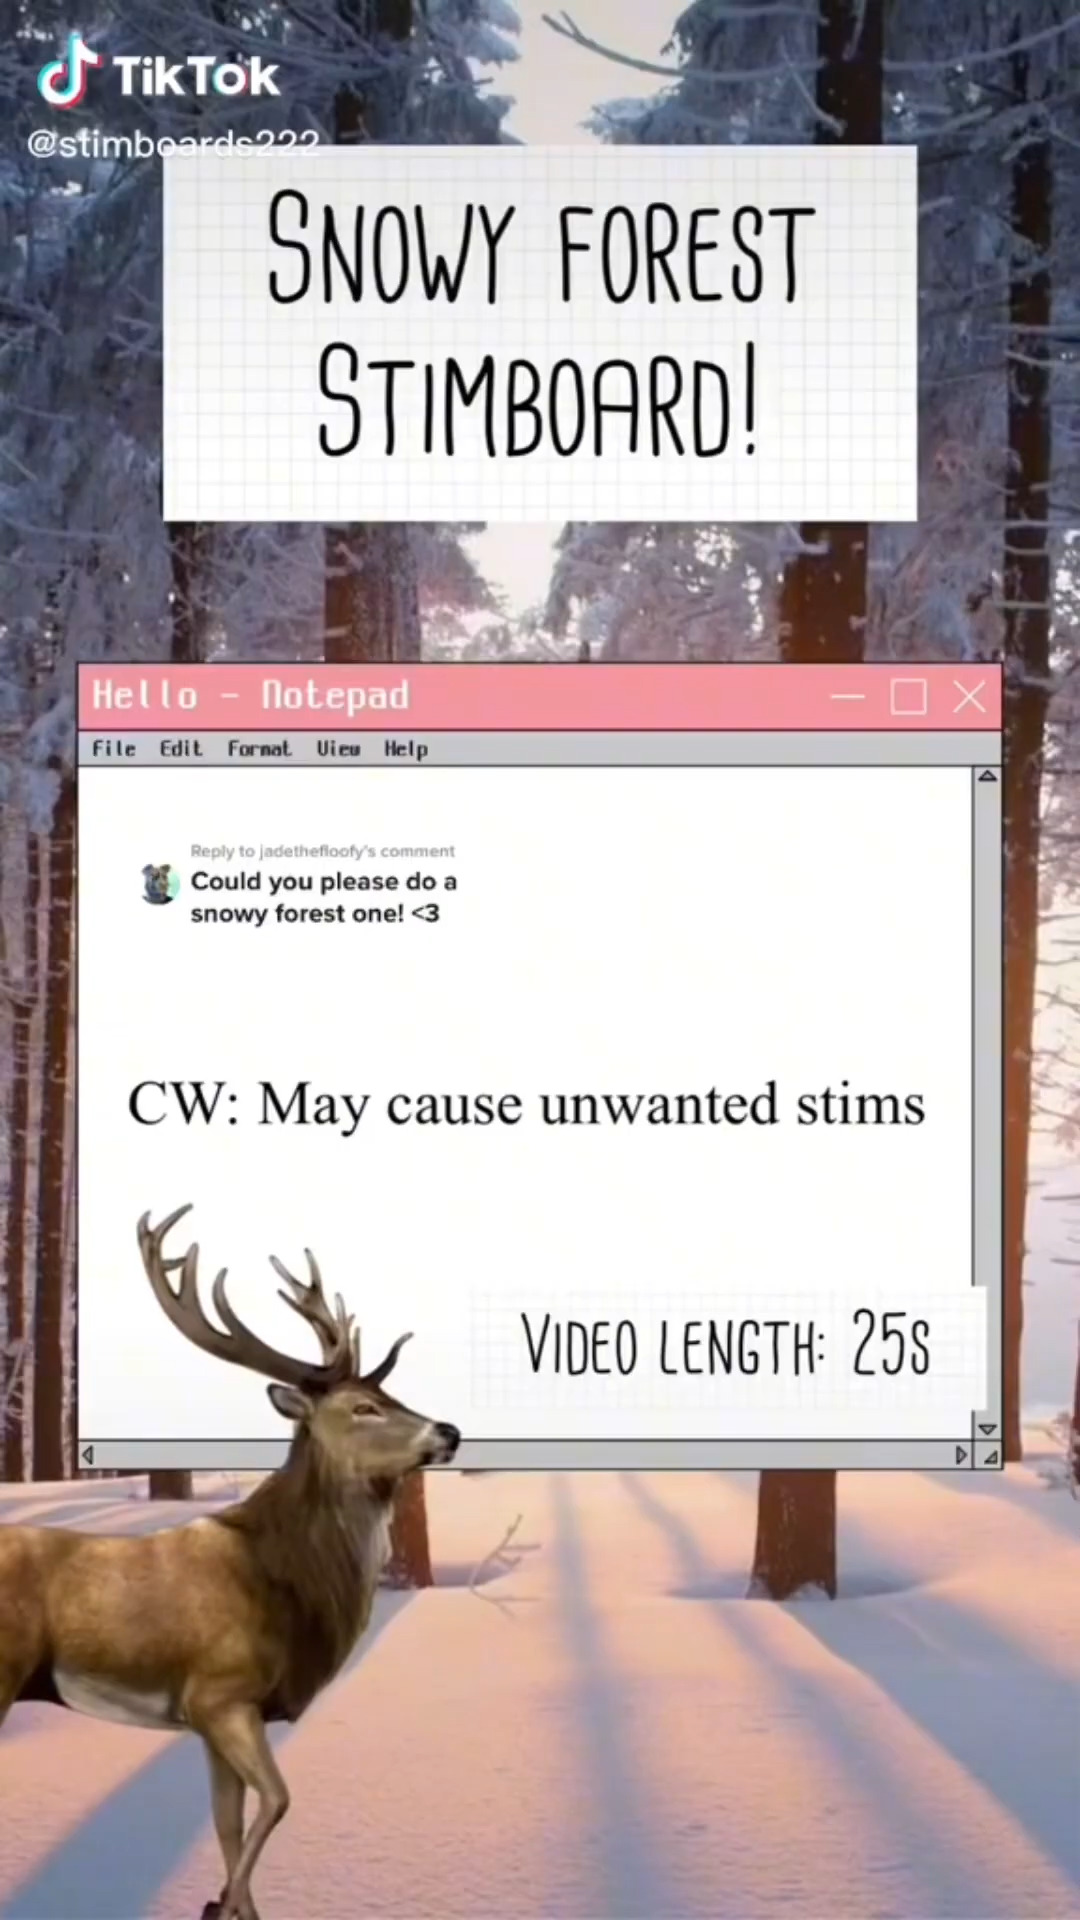 TikTok
@stimboards222
SNOWY FOREST
STIMBOARD!
Hello - Notepad
File Edit Format View Help
Reply to jadethefloofy's comment
Could you please do a
snowy forest one! <3
CW: May cause unwanted stims
VIDEO LENGTH: 25S